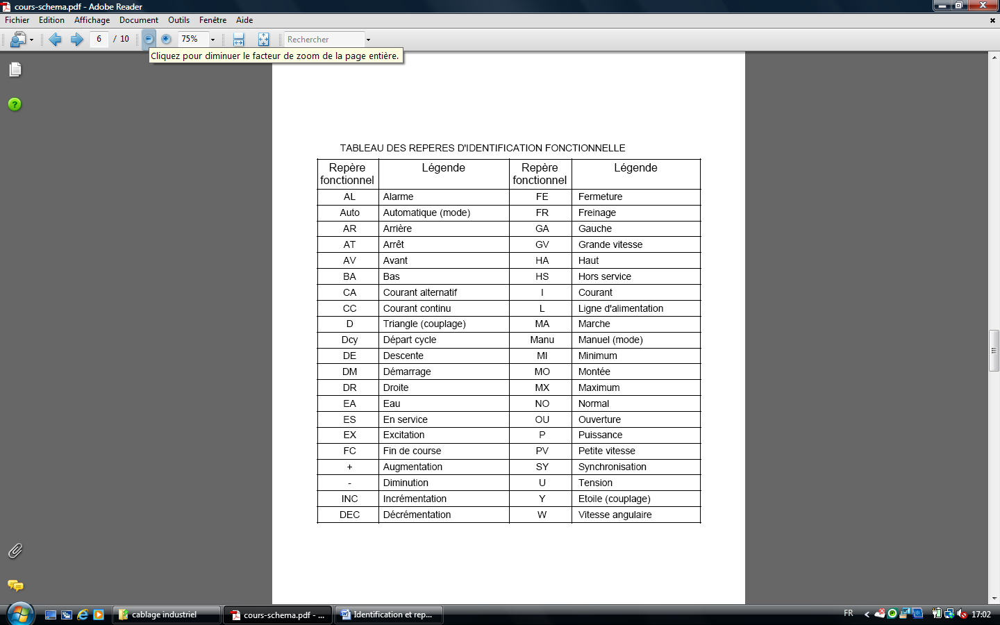 cours-schema.pdf - Adobe Reader
Fichier Edition Affichage Document Outils Fenêtre Aide
6 / 10 75% Rechercher
Cliquez pour diminuer le facteur de zoom de la page entière.
TABLEAU DES REPERES D'IDENTIFICATION FONCTIONNELLE
Repère fonctionnel Légende Repère fonctionnel Légende
AL Alarme FE Fermeture
Auto Automatique (mode) FR Freinage
AR Arrière GA Gauche
AT Arrêt GV Grande vitesse
AV Avant HA Haut
BA Bas HS Hors service
CA Courant alternatif I Courant
CC Courant continu L Ligne d'alimentation
D Triangle (couplage) MA Marche
Dcy Départ cycle Manu Manuel (mode)
DE Descente MI Minimum
DM Démarrage MO Montée
DR Droite MX Maximum
EA Eau NO Normal
ES En service OU Ouverture
EX Excitation P Puissance
FC Fin de course PV Petite vitesse
+ Augmentation SY Synchronisation
- Diminution U Tension
INC Incrémentation Y Etoile (couplage)
DEC Décrémentation W Vitesse angulaire
cablage industriel cours-schema.pdf - ... Identification et rep... FR 17:02